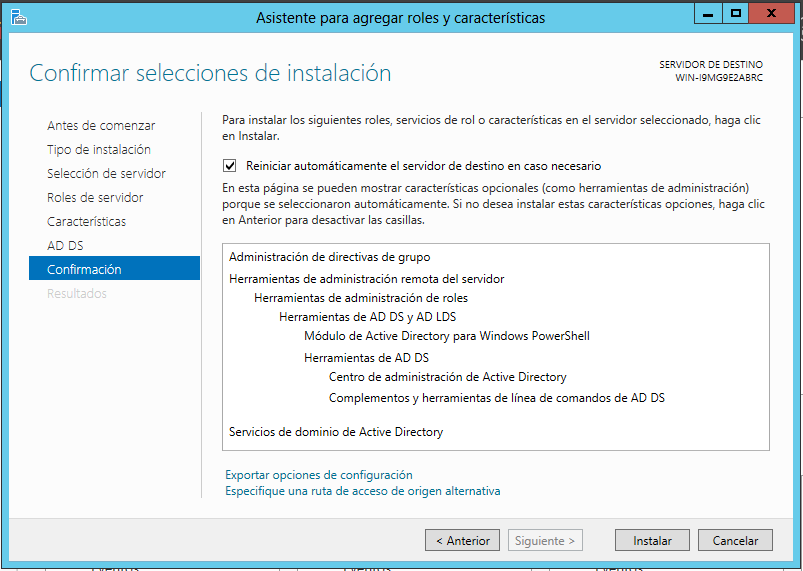 Asistente para agregar roles y características
Confirmar selecciones de instalación
SERVIDOR DE DESTINO
WIN-I9MG9E2ABRC
Antes de comenzar
Tipo de instalación
Selección de servidor
Roles de servidor
Características
AD DS
Confirmación
Resultados
Para instalar los siguientes roles, servicios de rol o características en el servidor seleccionado, haga clic
en Instalar.
Reiniciar automáticamente el servidor de destino en caso necesario
En esta página se pueden mostrar características opcionales (como herramientas de administración)
porque se seleccionaron automáticamente. Si no desea instalar estas características opciones, haga clic
en Anterior para desactivar las casillas.
Administración de directivas de grupo
Herramientas de administración remota del servidor
Herramientas de administración de roles
Herramientas de AD DS y AD LDS
Módulo de Active Directory para Windows PowerShell
Herramientas de AD DS
Centro de administración de Active Directory
Complementos y herramientas de línea de comandos de AD DS
Servicios de dominio de Active Directory
Exportar opciones de configuración
Especifique una ruta de acceso de origen alternativa
< Anterior
Siguiente >
Instalar
Cancelar